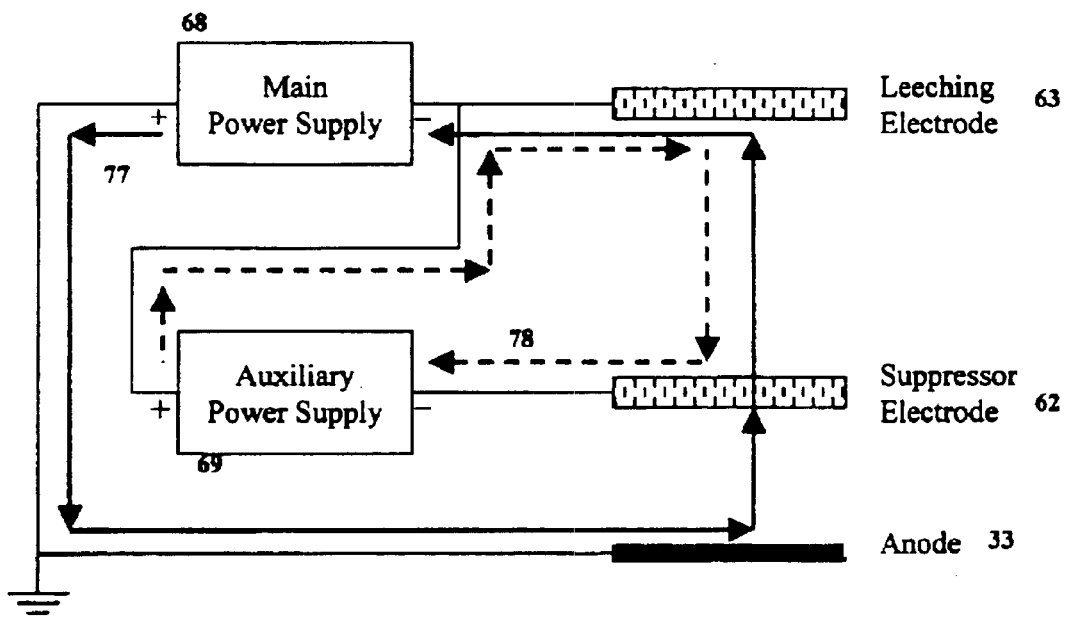 68
Main
Power Supply
+
−
Leeching
Electrode
63
77
78
Auxiliary
Power Supply
+
−
Suppressor
Electrode
62
69
Anode
33